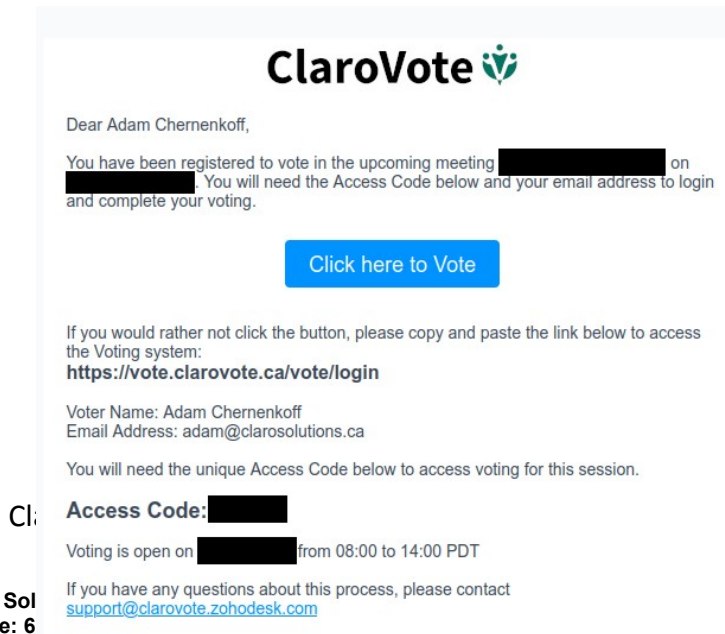 ClaroVote
Dear Adam Chernenkoff,
You have been registered to vote in the upcoming meeting on
. You will need the Access Code below and your email address to login
and complete your voting.
Click here to Vote
If you would rather not click the button, please copy and paste the link below to access
the Voting system:
https://vote.clarovote.ca/vote/login
Voter Name: Adam Chernenkoff
Email Address: adam@clarosolutions.ca
You will need the unique Access Code below to access voting for this session.
Access Code:
Voting is open on from 08:00 to 14:00 PDT
If you have any questions about this process, please contact
support@clarovote.zohodesk.com